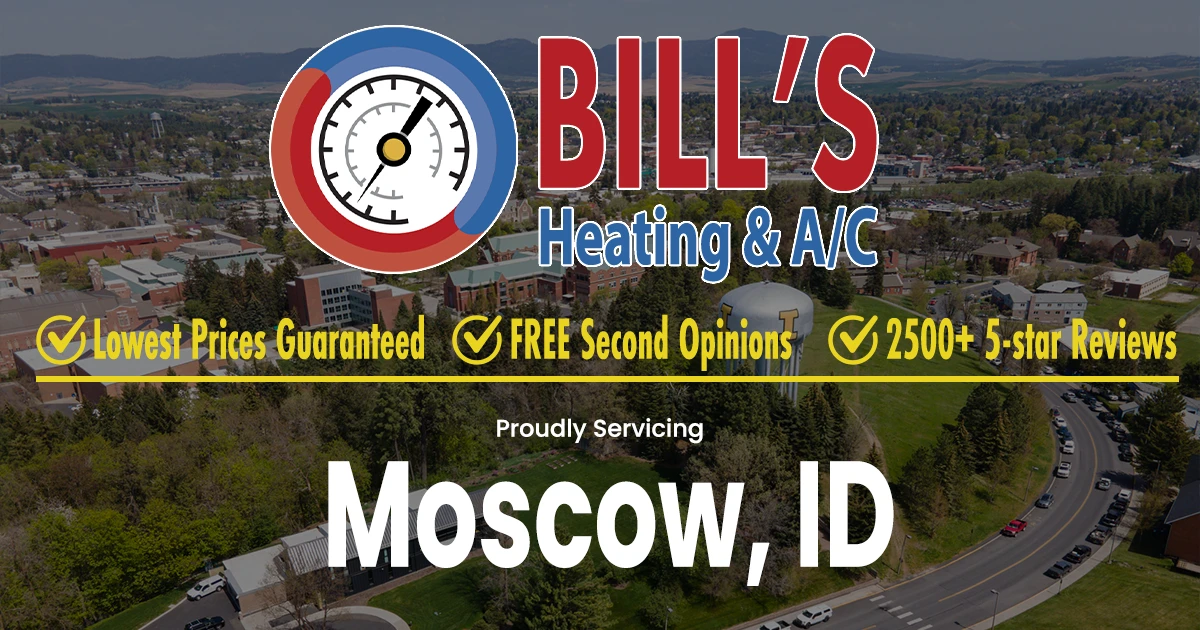 BILL'S
Heating & A/C
Lowest Prices Guaranteed FREE Second Opinions 2500+ 5-star Reviews
I
Proudly Servicing
Moscow, ID